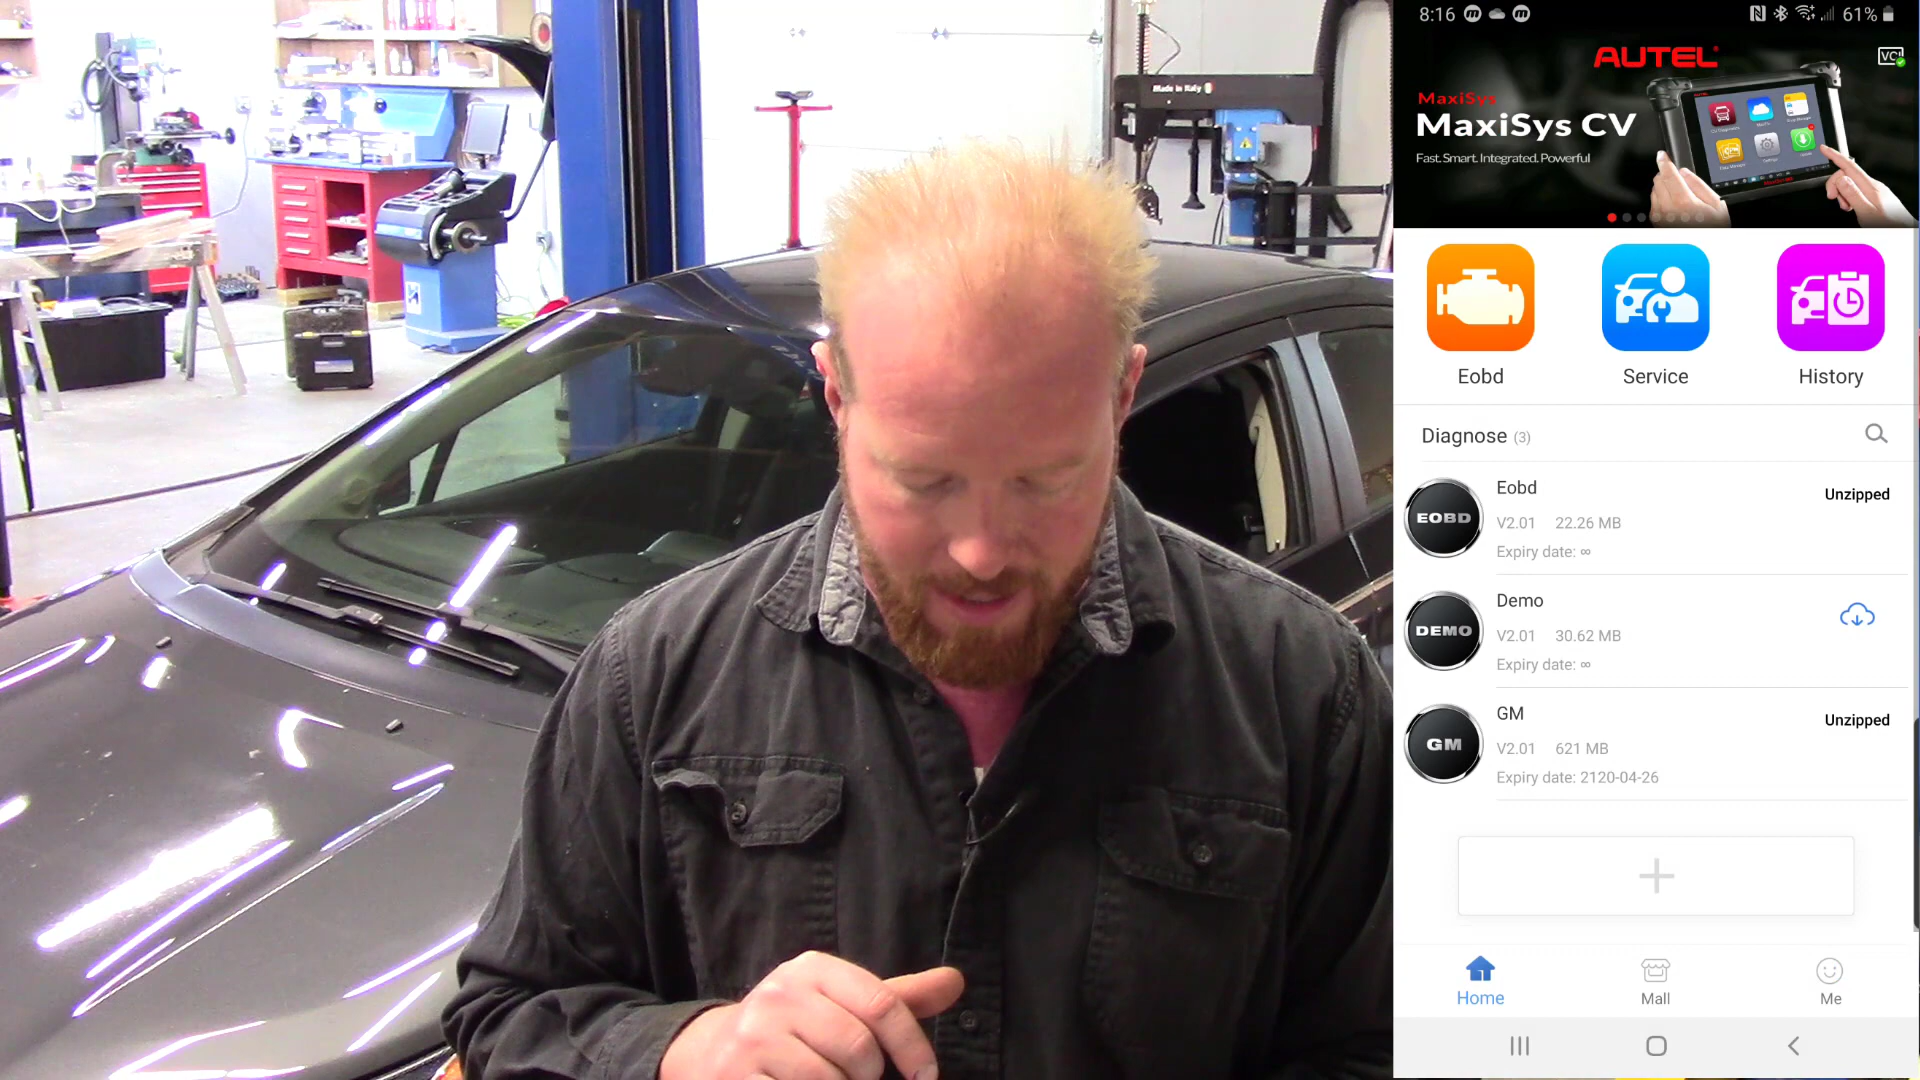 Made in Italy
8:16
61%
AUTEL
VCI
MaxiSys
MaxiSys CV
Fast. Smart. Integrated. Powerful
Eobd
Service
History
Diagnose (3)
EOBD
Eobd
Unzipped
V2.01 22.26 MB
Expiry date: ∞
DEMO
Demo
V2.01 30.62 MB
Expiry date: ∞
GM
GM
Unzipped
V2.01 621 MB
Expiry date: 2120-04-26
Home
Mall
Me